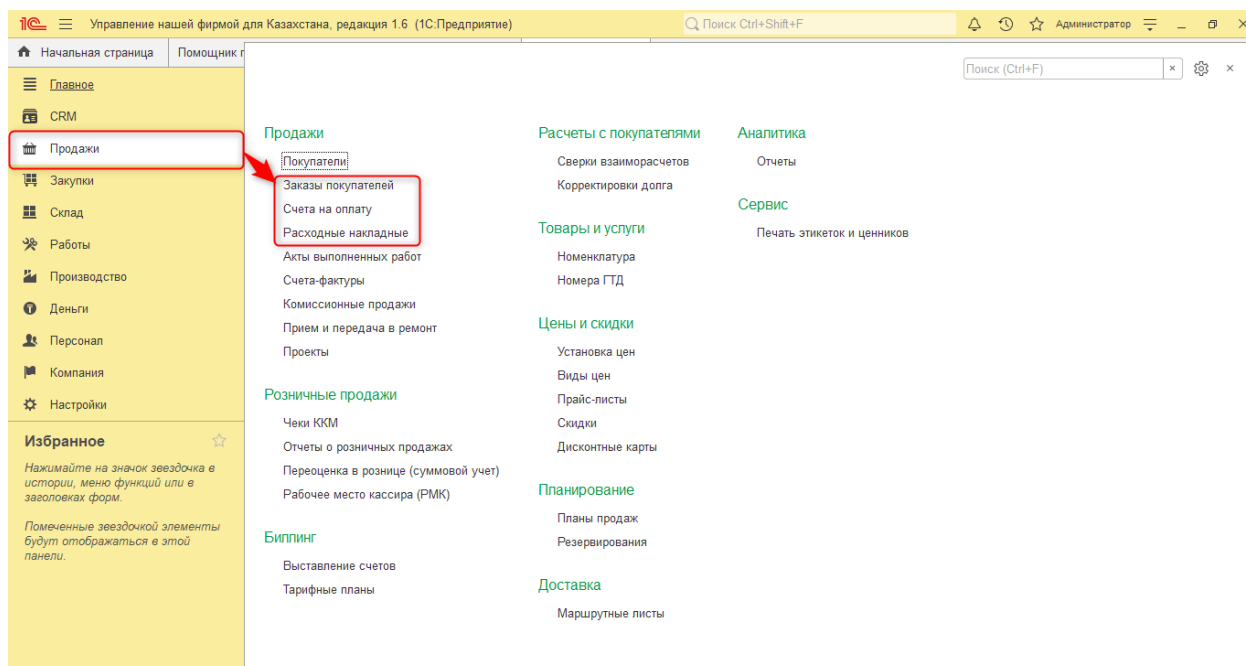 1С Управление нашей фирмой для Казахстана, редакция 1.6 (1С:Предприятие) Поиск Ctrl+Shift+F Администратор
Начальная страница Помощник
Поиск (Ctrl+F)
Главное
CRM
Продажи
Закупки
Склад
Работы
Производство
Деньги
Персонал
Компания
Настройки
Избранное
Нажимайте на значок звездочка в
истории, меню функций или в
заголовках форм.
Помеченные звездочкой элементы
будут отображаться в этой
панели.
Продажи
Покупатели
Заказы покупателей
Счета на оплату
Расходные накладные
Акты выполненных работ
Счета-фактуры
Комиссионные продажи
Прием и передача в ремонт
Проекты
Розничные продажи
Чеки ККМ
Отчеты о розничных продажах
Переоценка в рознице (суммовой учет)
Рабочее место кассира (РМК)
Биллинг
Выставление счетов
Тарифные планы
Расчеты с покупателями
Сверки взаиморасчетов
Корректировки долга
Товары и услуги
Номенклатура
Номера ГТД
Цены и скидки
Установка цен
Виды цен
Прайс-листы
Скидки
Дисконтные карты
Планирование
Планы продаж
Резервирования
Доставка
Маршрутные листы
Аналитика
Отчеты
Сервис
Печать этикеток и ценников